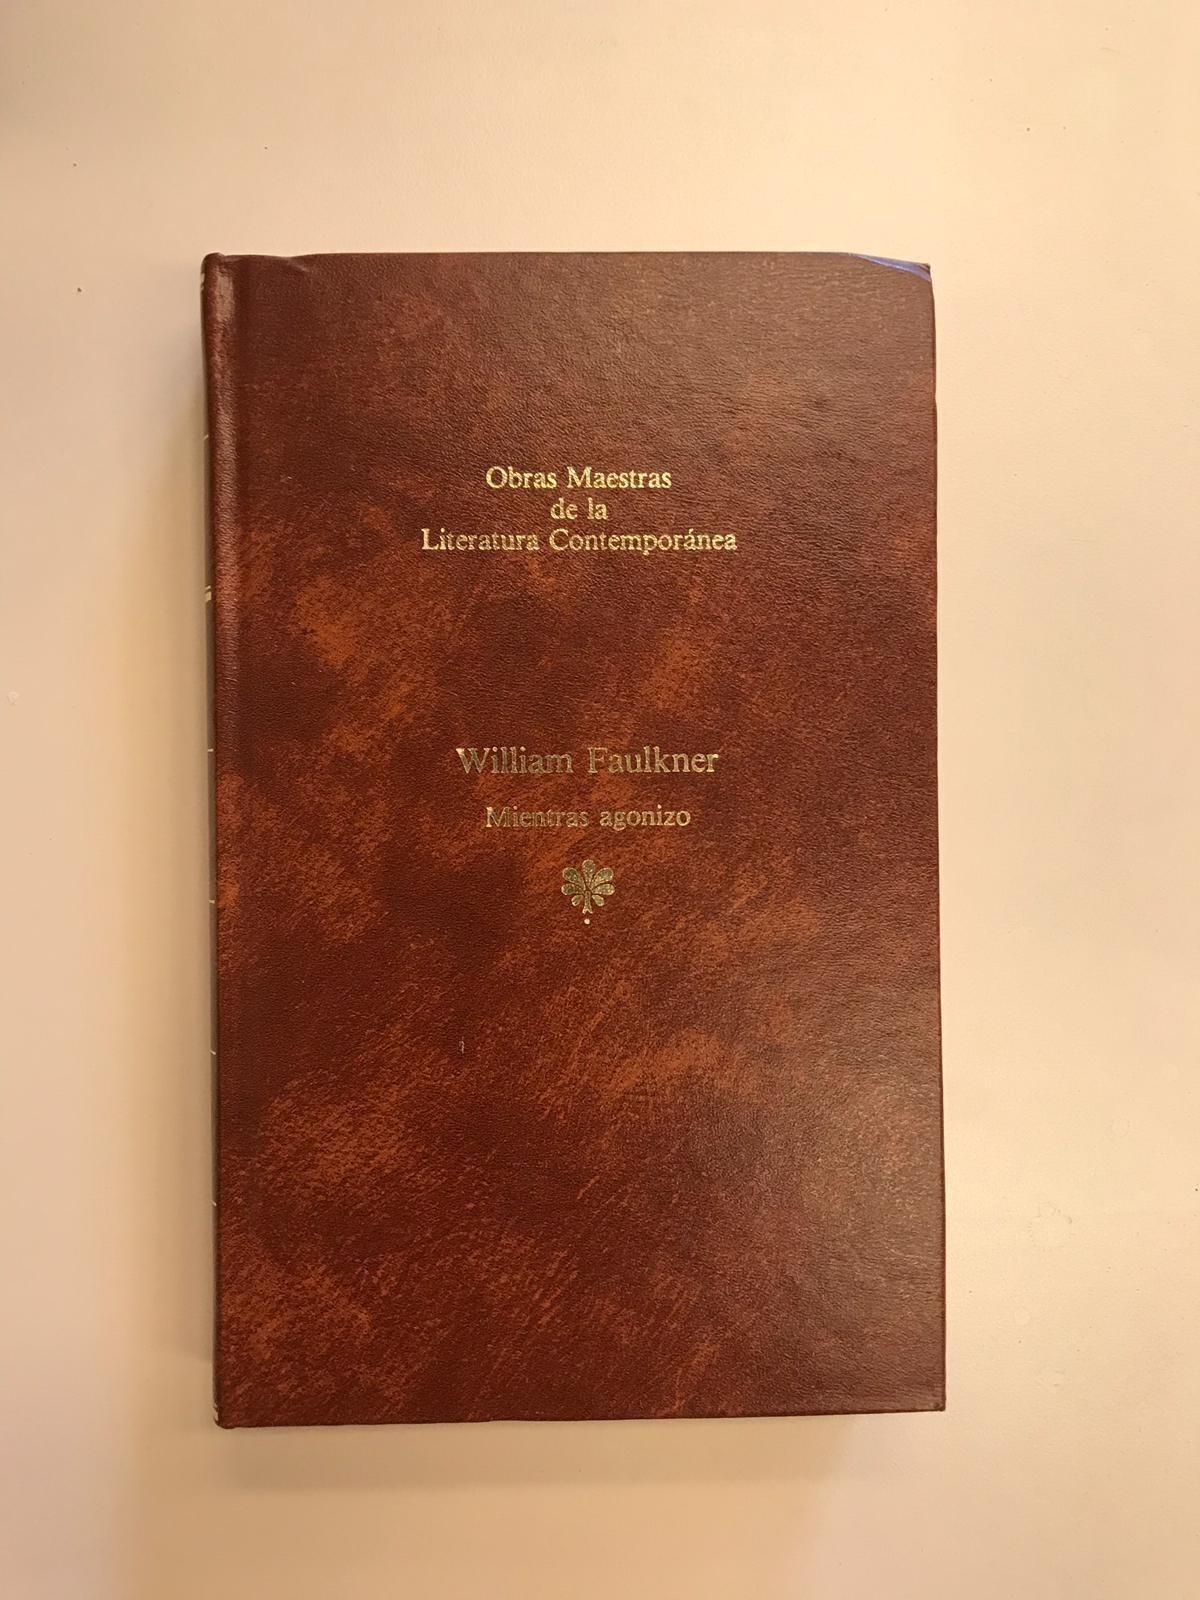 Obras Maestras
de la
Literatura Contemporánea
William Faulkner
Mientras agonizo